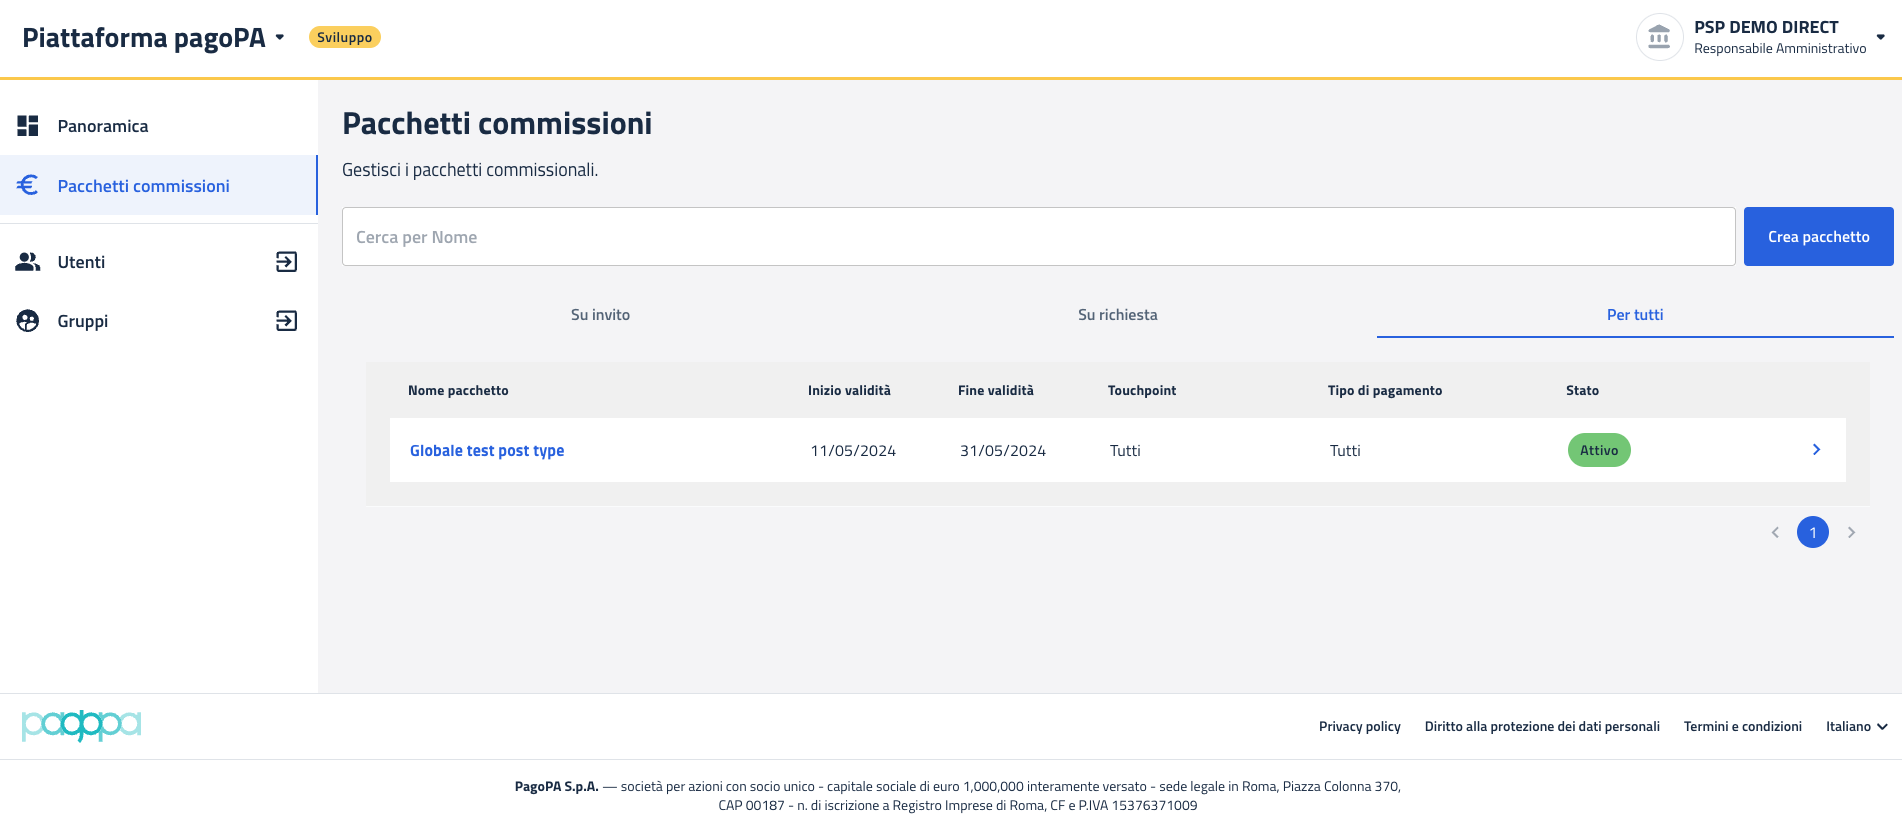 Piattaforma pagoPA
Sviluppo
PSP DEMO DIRECT
Responsabile Amministrativo
Panoramica
Pacchetti commissioni
Utenti
Gruppi
Pacchetti commissioni
Gestisci i pacchetti commissionali.
Cerca per Nome
Crea pacchetto
Su invito
Su richiesta
Per tutti
Nome pacchetto Inizio validità Fine validità Touchpoint Tipo di pagamento Stato
Globale test post type 11/05/2024 31/05/2024 Tutti Tutti Attivo
1
pagopa
Privacy policy Diritto alla protezione dei dati personali Termini e condizioni Italiano
PagoPA S.p.A. — società per azioni con socio unico - capitale sociale di euro 1,000,000 interamente versato - sede legale in Roma, Piazza Colonna 370,
CAP 00187 - n. di iscrizione a Registro Imprese di Roma, CF e P.IVA 15376371009